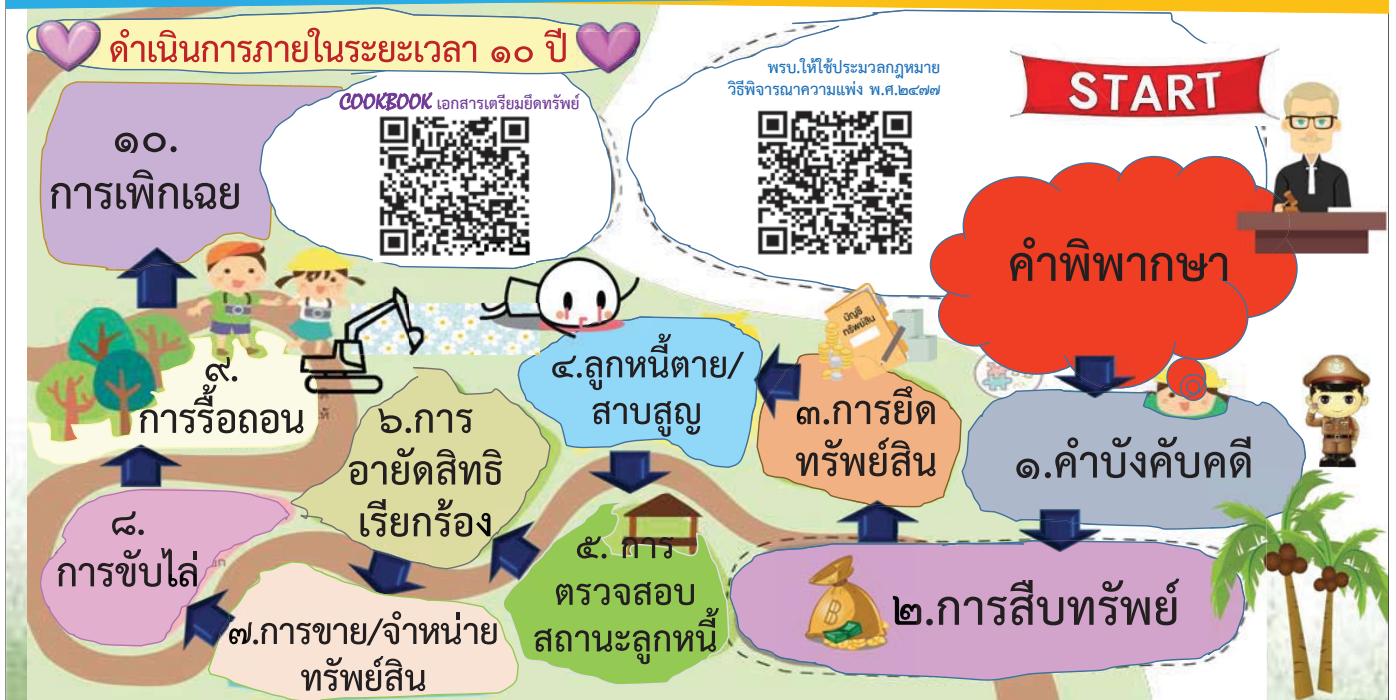 ดำเนินการภายในระยะเวลา ๑๐ ปี
COOKBOOK เอกสารเตรียมยึดทรัพย์
พรบ.ให้ใช้ประมวลกฎหมาย
วิธีพิจารณาความแพ่ง พ.ศ.๒๔๗๗
START
คำพิพากษา
๑.คำบังคับคดี
๒.การสืบทรัพย์
บัญชี
ทรัพย์สิน
๓.การยึด
ทรัพย์สิน
๔.ลูกหนี้ตาย/
สาบสูญ
๕. การ
ตรวจสอบ
สถานะลูกหนี้
๖.การ
อายัดสิทธิ
เรียกร้อง
๗.การขาย/จำหน่าย
ทรัพย์สิน
๘.
การขับไล่
๙.
การรื้อถอน
๑๐.
การเพิกเฉย